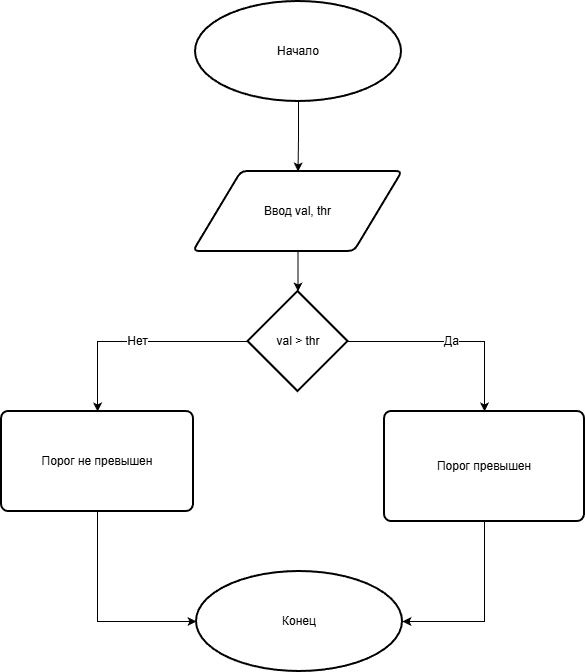 Начало
Ввод val, thr
val > thr
Нет
Да
Порог не превышен
Порог превышен
Конец